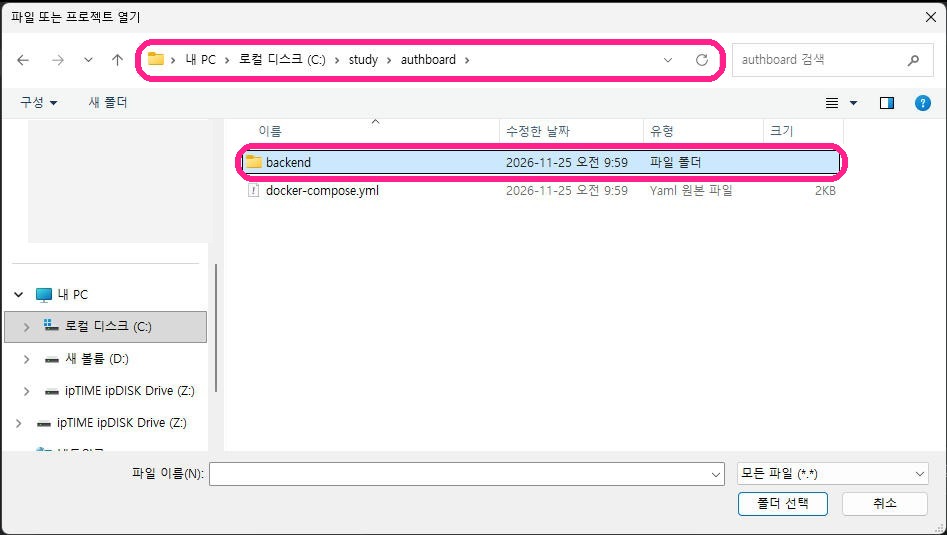 파일 또는 프로젝트 열기
내 PC 로컬 디스크 (C:) study authboard
authboard 검색
구성 새 폴더
이름 수정한 날짜 유형 크기
backend 2026-11-25 오전 9:59 파일 폴더
docker-compose.yml 2026-11-25 오전 9:59 Yaml 원본 파일 2KB
내 PC
로컬 디스크 (C:)
새 볼륨 (D:)
ipTIME ipDISK Drive (Z:)
ipTIME ipDISK Drive (Z:)
파일 이름(N):
모든 파일 (*.*)
폴더 선택 취소